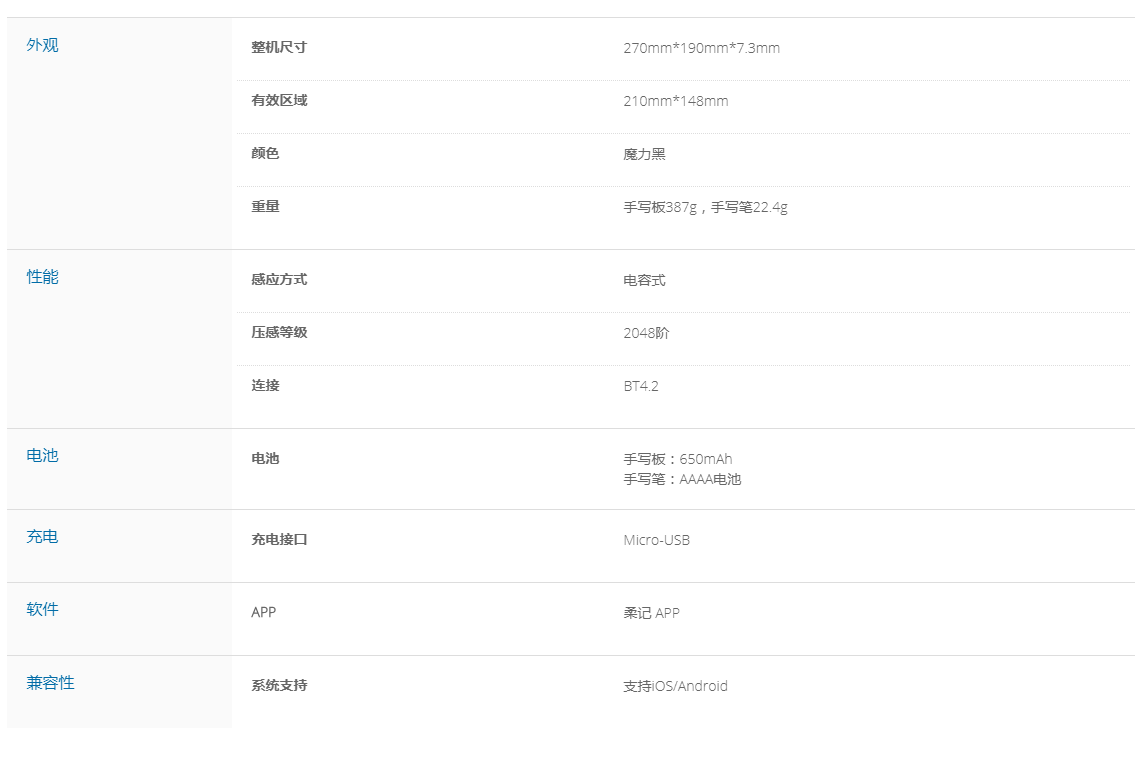 外观
整机尺寸 270mm*190mm*7.3mm
有效区域 210mm*148mm
颜色 魔力黑
重量 手写板387g，手写笔22.4g
性能
感应方式 电容式
压感等级 2048阶
连接 BT4.2
电池
电池 手写板：650mAh
手写笔：AAAA电池
充电
充电接口 Micro-USB
软件
APP 柔记 APP
兼容性
系统支持 支持iOS/Android